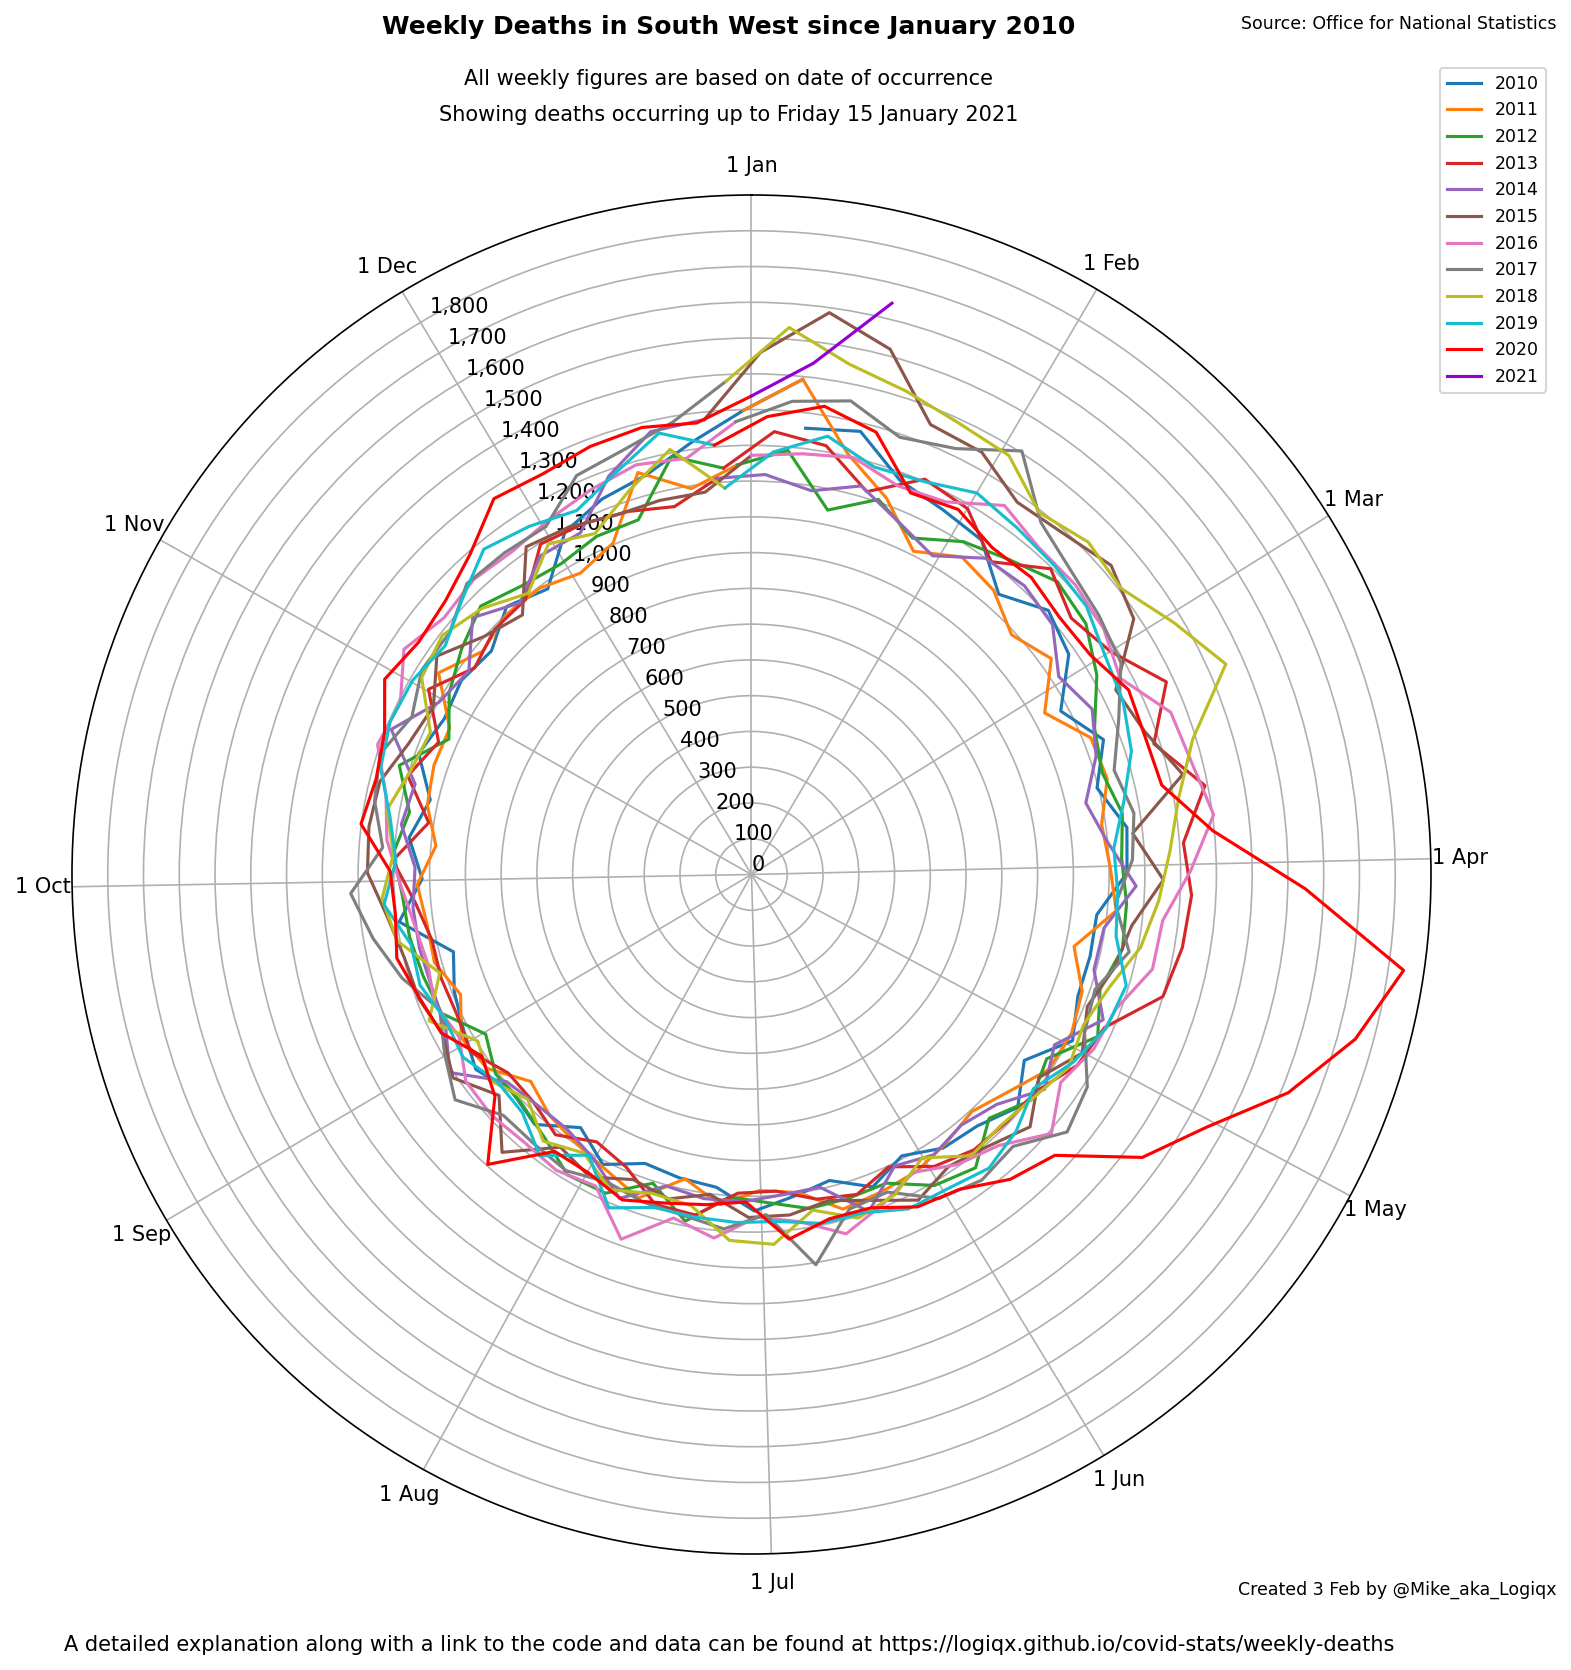 Weekly Deaths in South West since January 2010
Source: Office for National Statistics
All weekly figures are based on date of occurrence
Showing deaths occurring up to Friday 15 January 2021
2010
2011
2012
2013
2014
2015
2016
2017
2018
2019
2020
2021
1 Jan
1 Feb
1 Mar
1 Apr
1 May
1 Jun
1 Jul
1 Aug
1 Sep
1 Oct
1 Nov
1 Dec
1,800
1,700
1,600
1,500
1,400
1,300
1,200
1,100
1,000
900
800
700
600
500
400
300
200
100
0
Created 3 Feb by @Mike_aka_Logiqx
A detailed explanation along with a link to the code and data can be found at https://logiqx.github.io/covid-stats/weekly-deaths